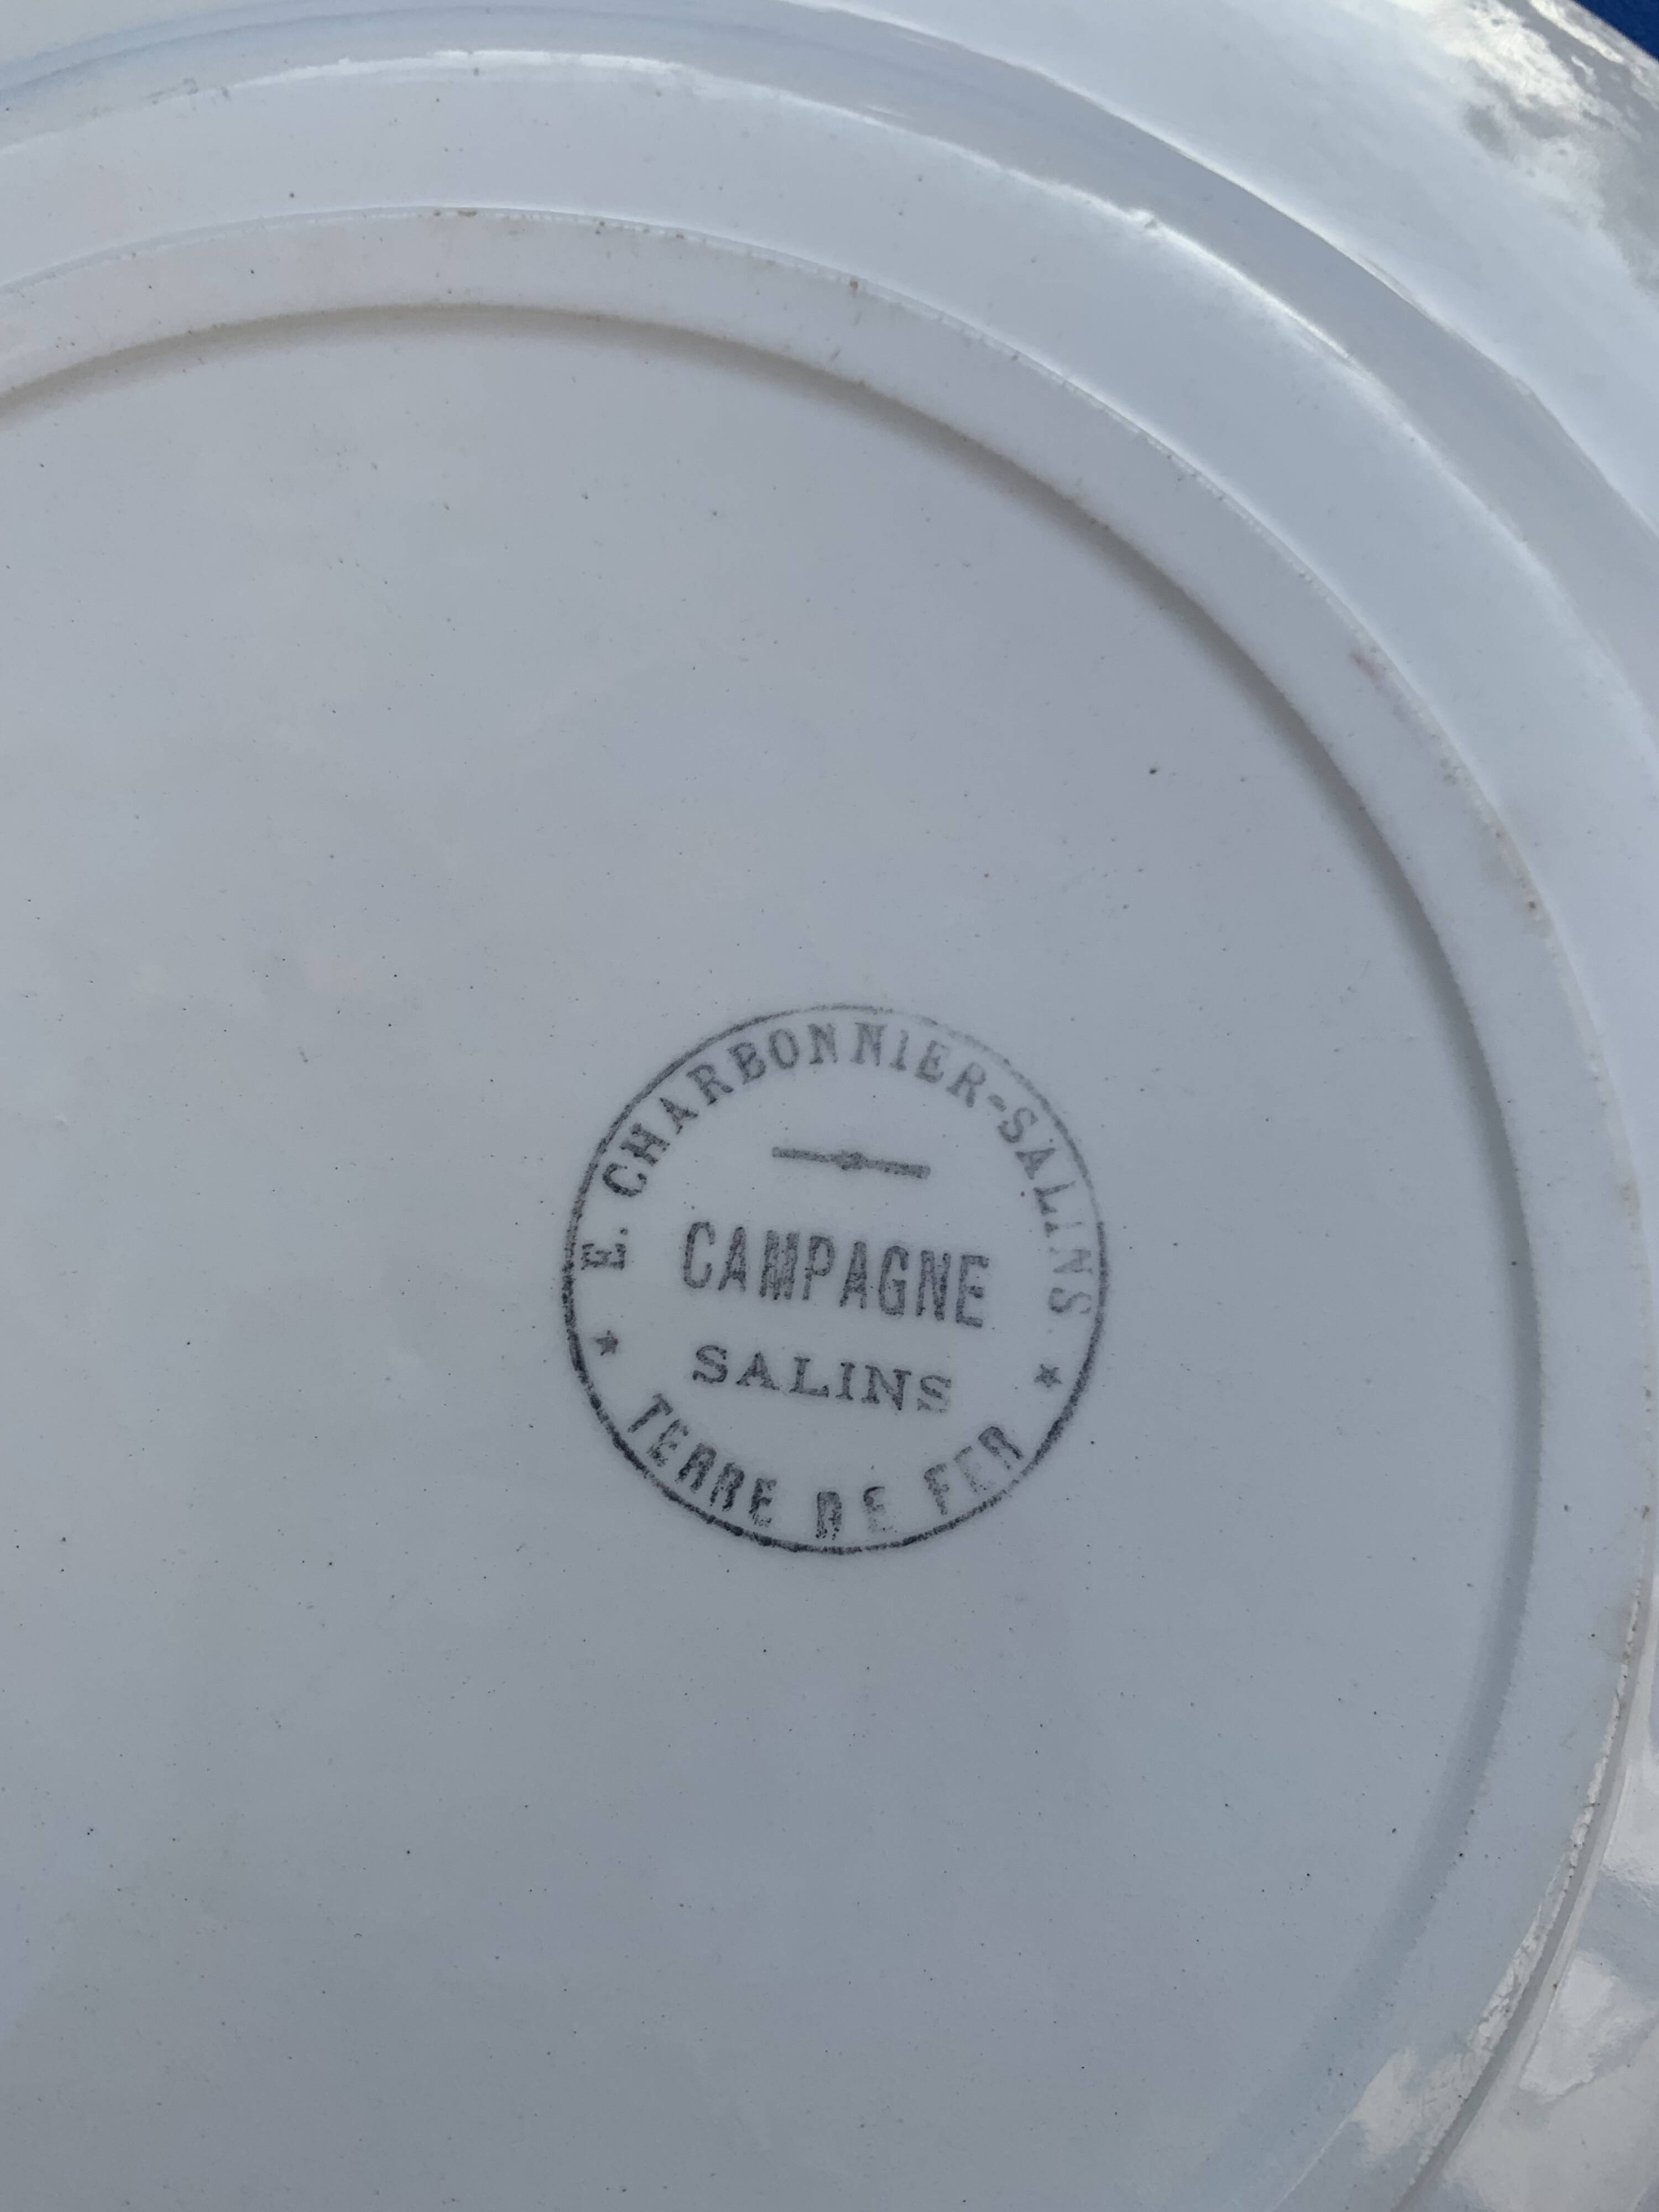 E. CHARBONNIER-SALINS
CAMPAGNE
SALINS
★ TERRE DE FER ★